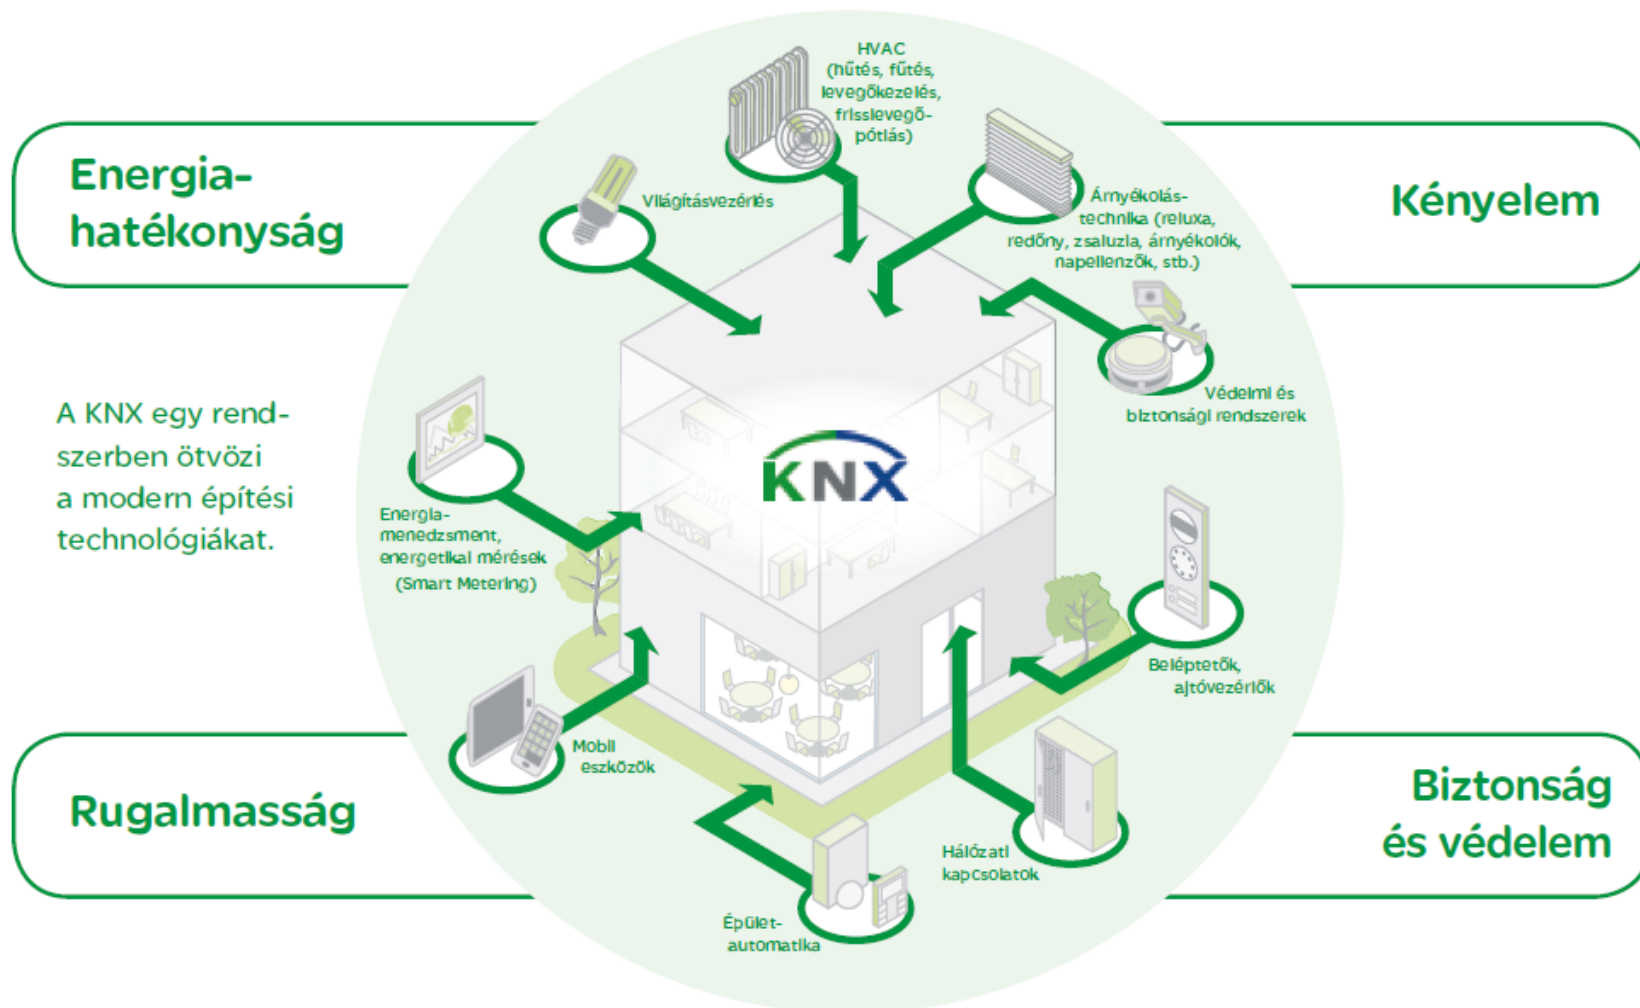 HVAC
(hűtés, fűtés,
levegőkezelés,
frisslevegő-
pótlás)
Energia-
hatékonyság
Világításvezérlés
Árnyékolás-
technika (reluxa,
redőny, zsaluzia, árnyékolók,
napellenzők, stb.)
Kényelem
Védelmi és
biztonsági rendszerek
A KNX egy rend-
szerben ötvözi
a modern építési
technológiákat.
KNX
Energia-
menedzsment,
energetikai mérések
(Smart Metering)
Beléptetők,
ajtóvezérlők
Mobil
eszközök
Rugalmasság
Biztonság
és védelem
Hálózati
kapcsolatok
Épület-
automatika